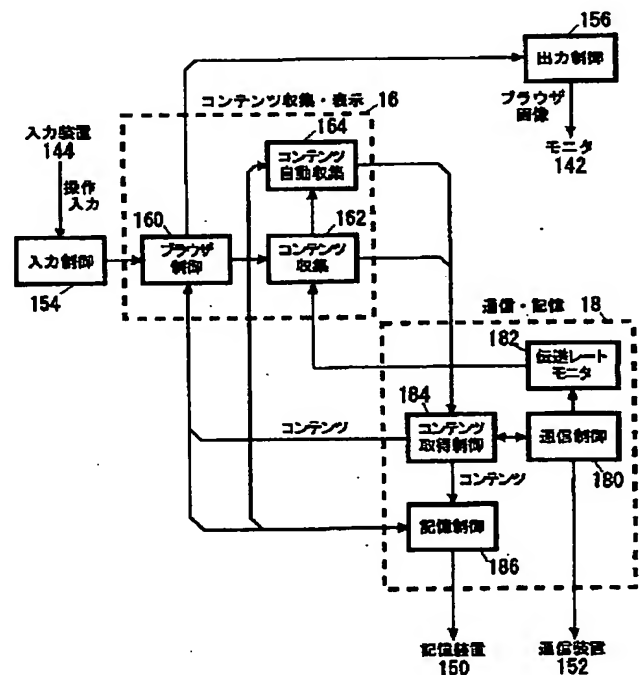 156
出力制御
ブラウザ
画像
モニタ
142
コンテンツ収集・表示
16
入力装置
144
操作
入力
164
コンテンツ
自動収集
160
ブラウザ
制御
162
コンテンツ
収集
入力制御
154
通信・記憶
18
182
伝送レート
モニタ
184
コンテンツ
取得制御
コンテンツ
通信制御
180
コンテンツ
記憶制御
186
記憶装置
150
通信装置
152